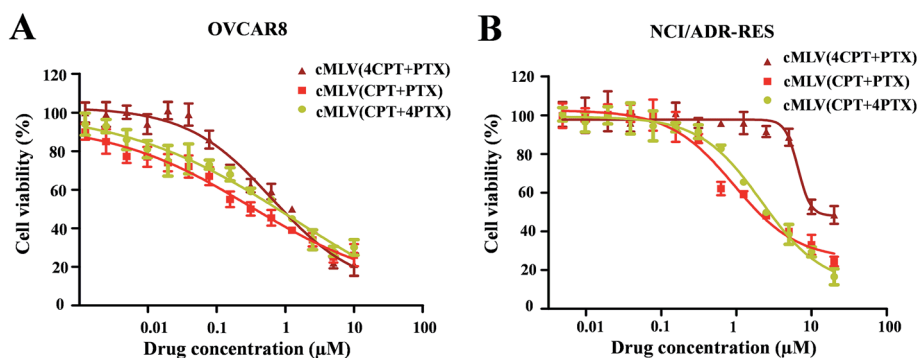 A
OVCAR8
cMLV(4CPT+PTX)
cMLV(CPT+PTX)
cMLV(CPT+4PTX)
120
100
80
60
40
20
0
Cell viability (%)
0.01 0.1 1 10 100
Drug concentration (µM)
B
NCI/ADR-RES
cMLV(4CPT+PTX)
cMLV(CPT+PTX)
cMLV(CPT+4PTX)
120
100
80
60
40
20
0
Cell viability (%)
0.01 0.1 1 10 100
Drug concentration (µM)